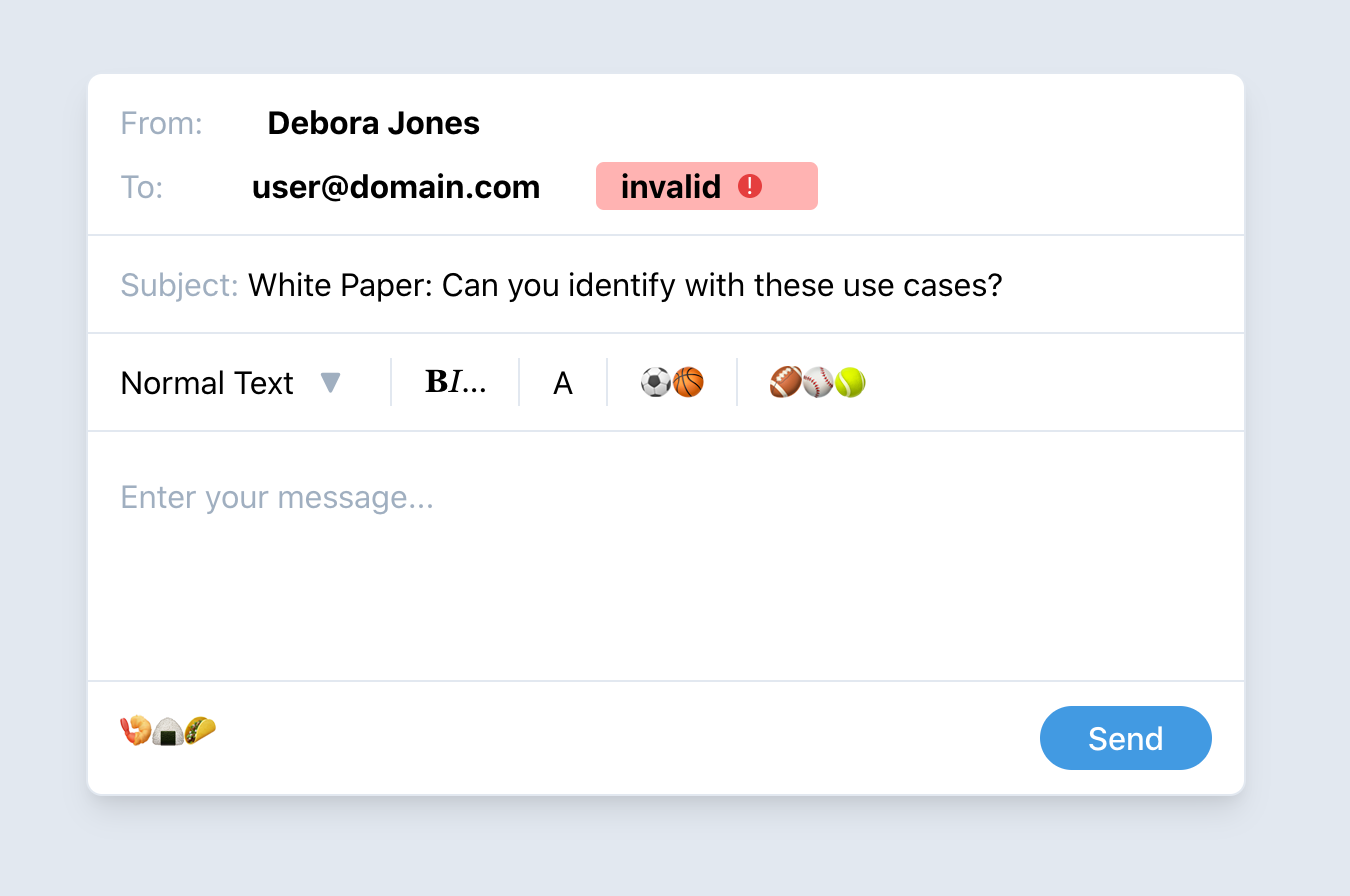 From: Debora Jones
To: user@domain.com invalid
Subject: White Paper: Can you identify with these use cases?
Normal Text ▼ BI... A ⚽🏀 🏈⚾🎾
Enter your message...
🍤🍙🌮 Send